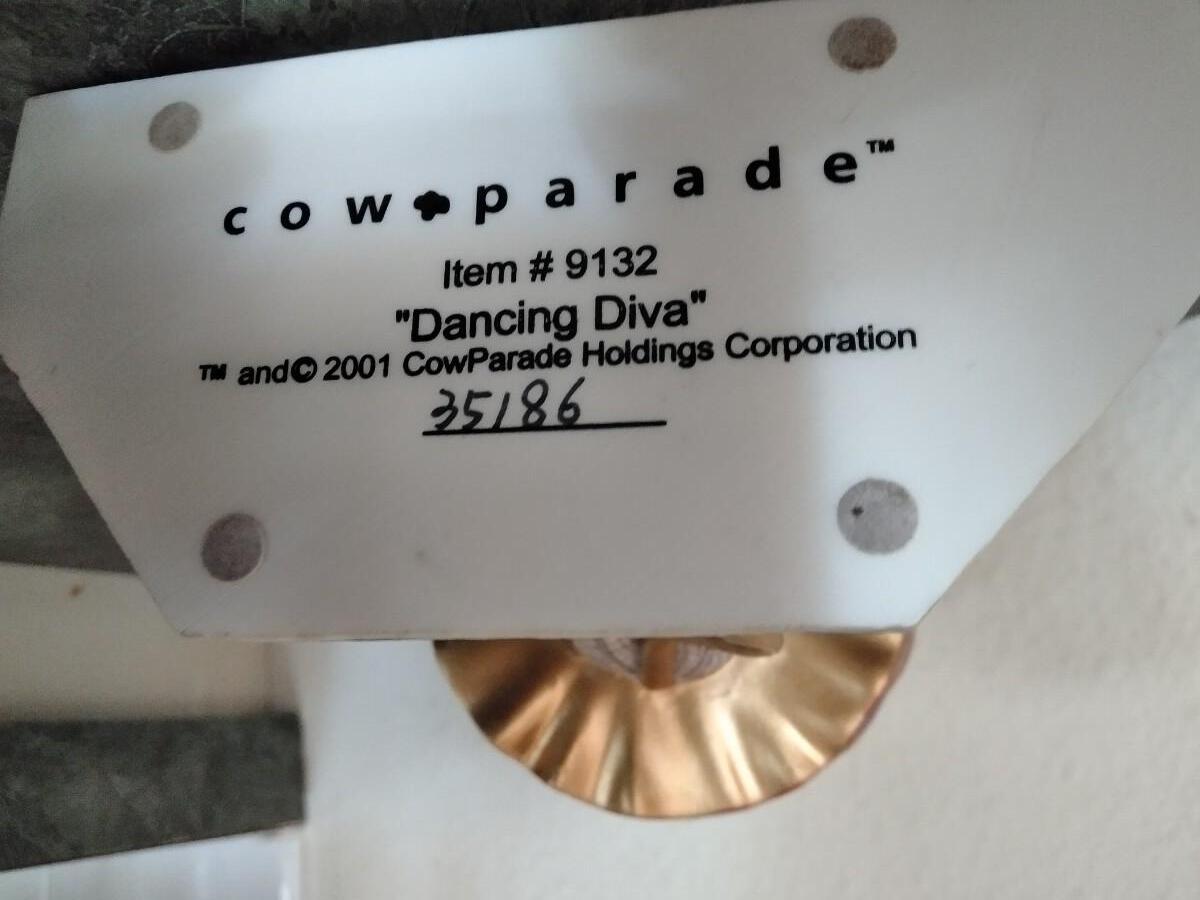 cow parade™
Item # 9132
"Dancing Diva"
™ and © 2001 CowParade Holdings Corporation
35186